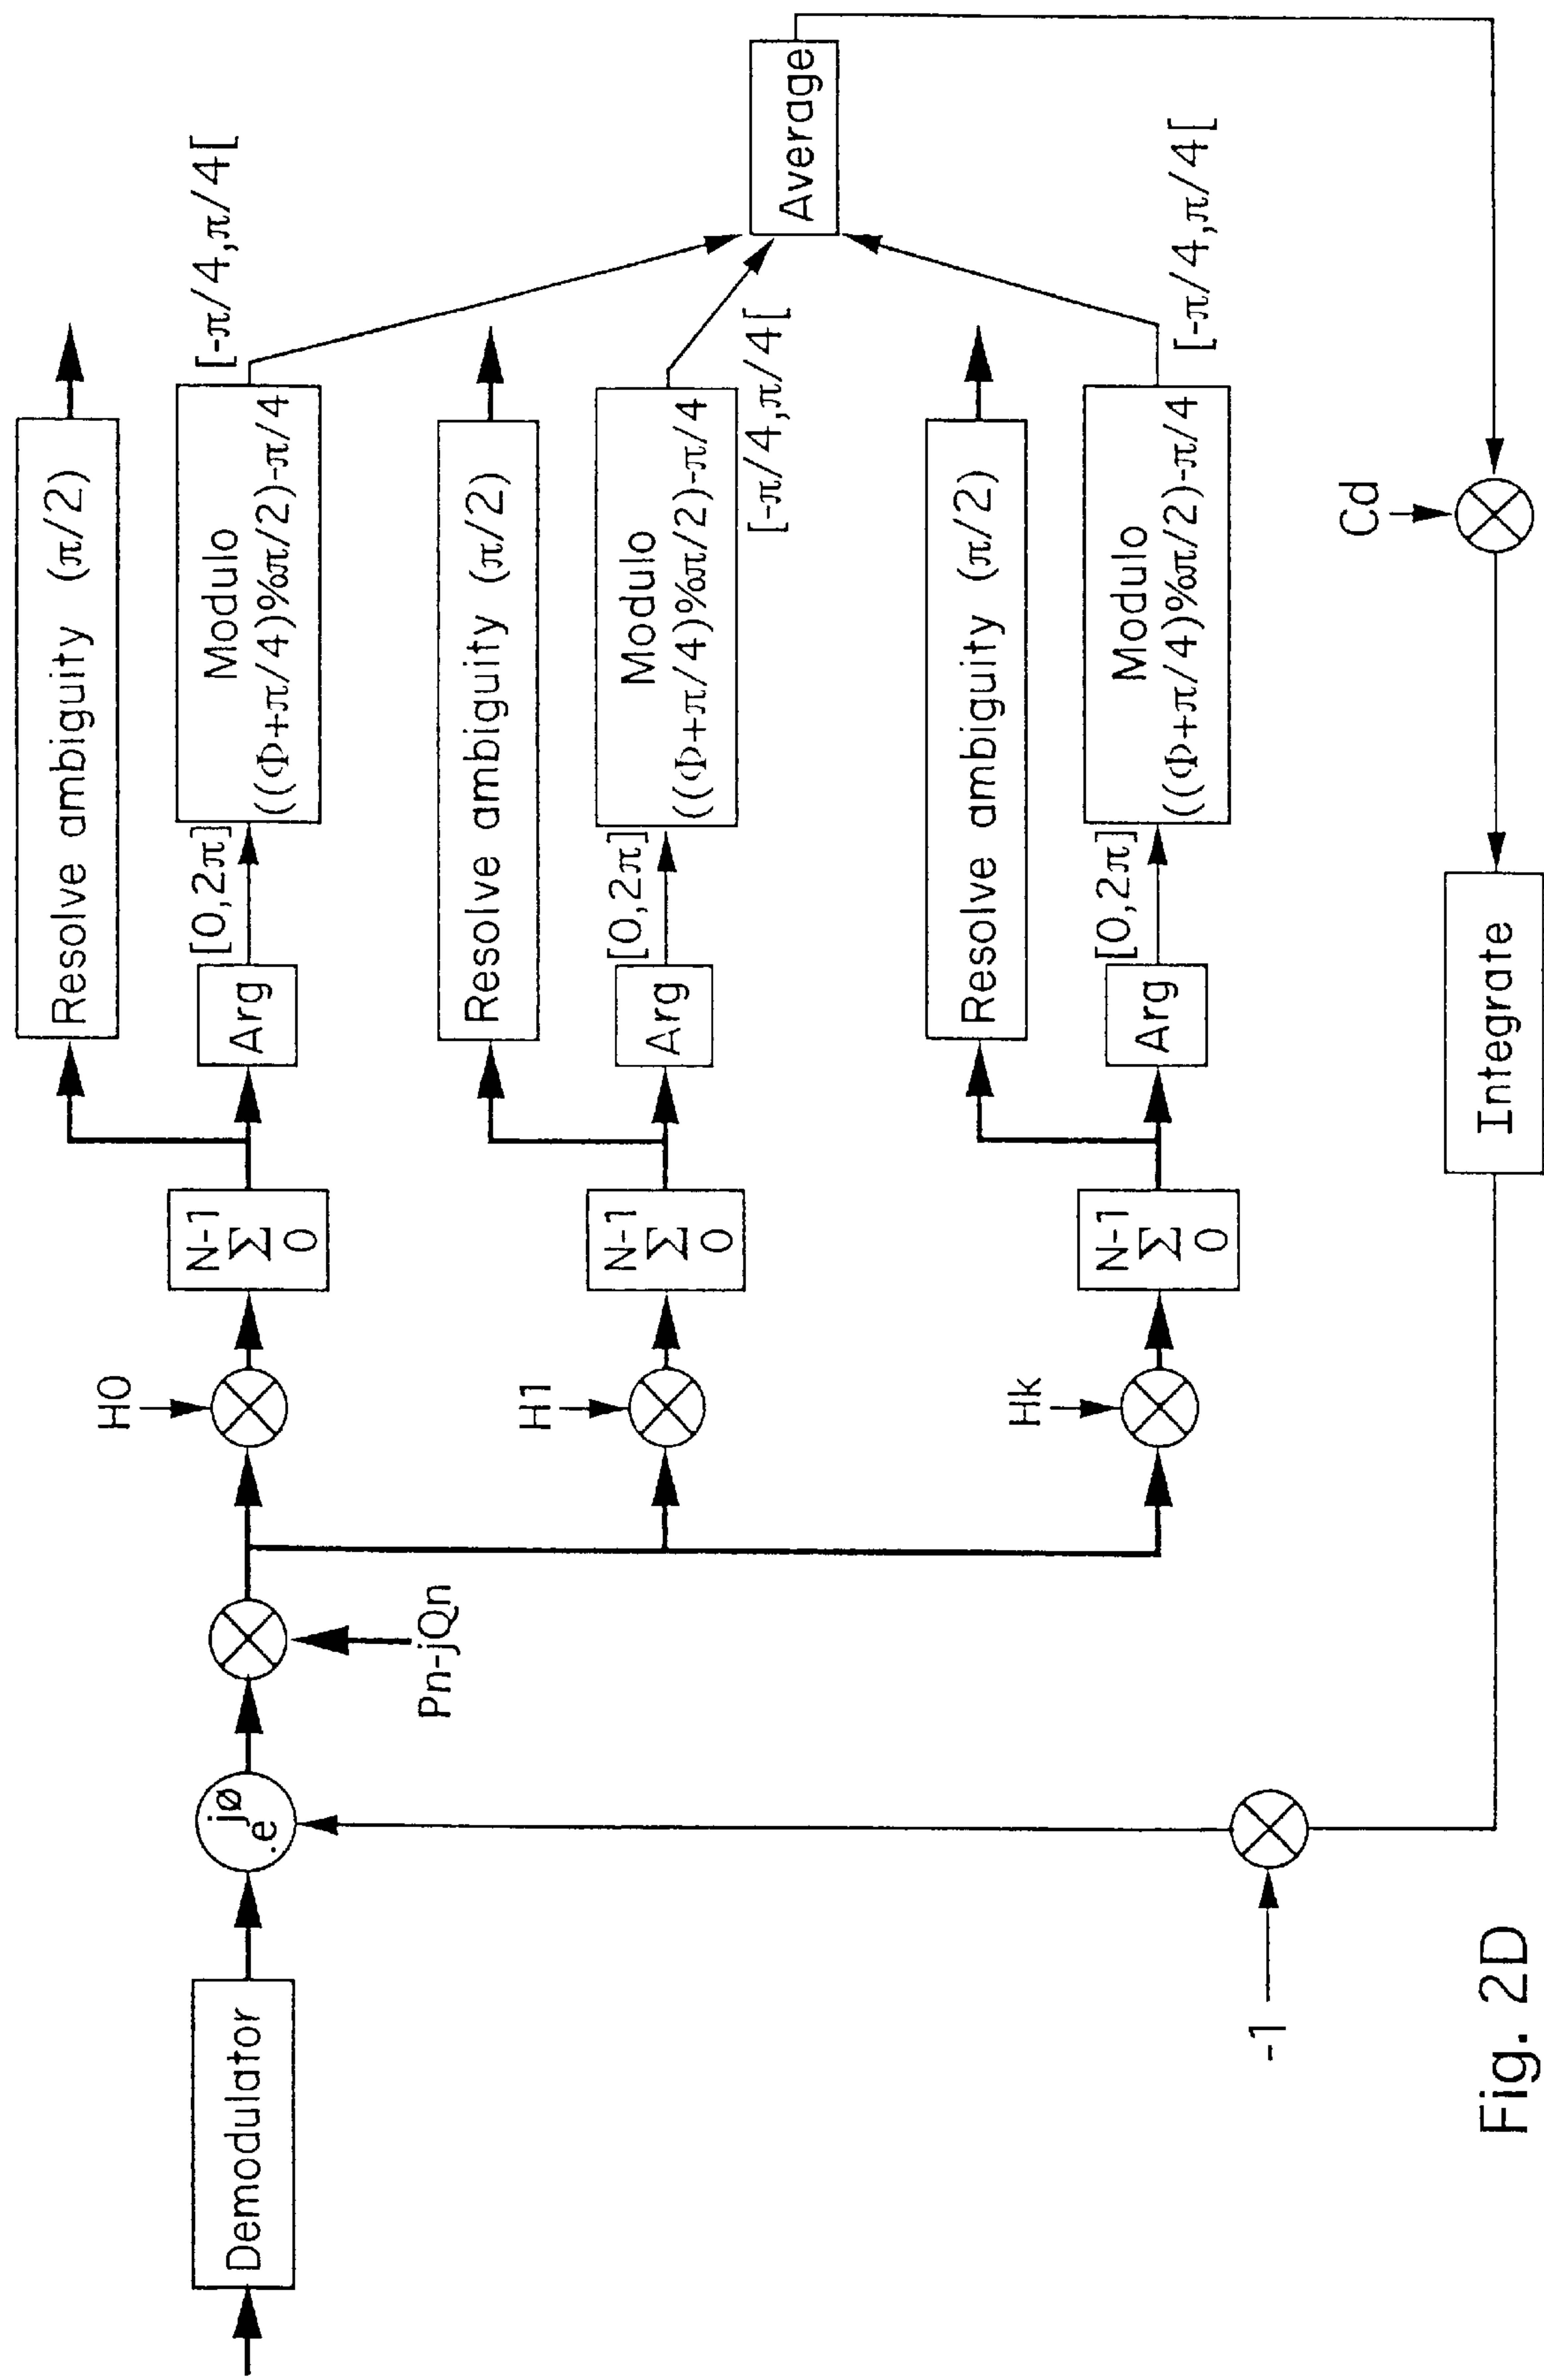 Demodulator
.e jø
Pn-jQn
H0
N-1
Σ
0
Resolve ambiguity (π/2)
Arg
[0,2π]
Modulo
((Φ+π/4)%π/2)-π/4
[-π/4,π/4[
H1
N-1
Σ
0
Resolve ambiguity (π/2)
Arg
[0,2π]
Modulo
((Φ+π/4)%π/2)-π/4
[-π/4,π/4[
Hk
N-1
Σ
0
Resolve ambiguity (π/2)
Arg
[0,2π]
Modulo
((Φ+π/4)%π/2)-π/4
[-π/4,π/4[
Average
Cd
Integrate
-1
Fig. 2D